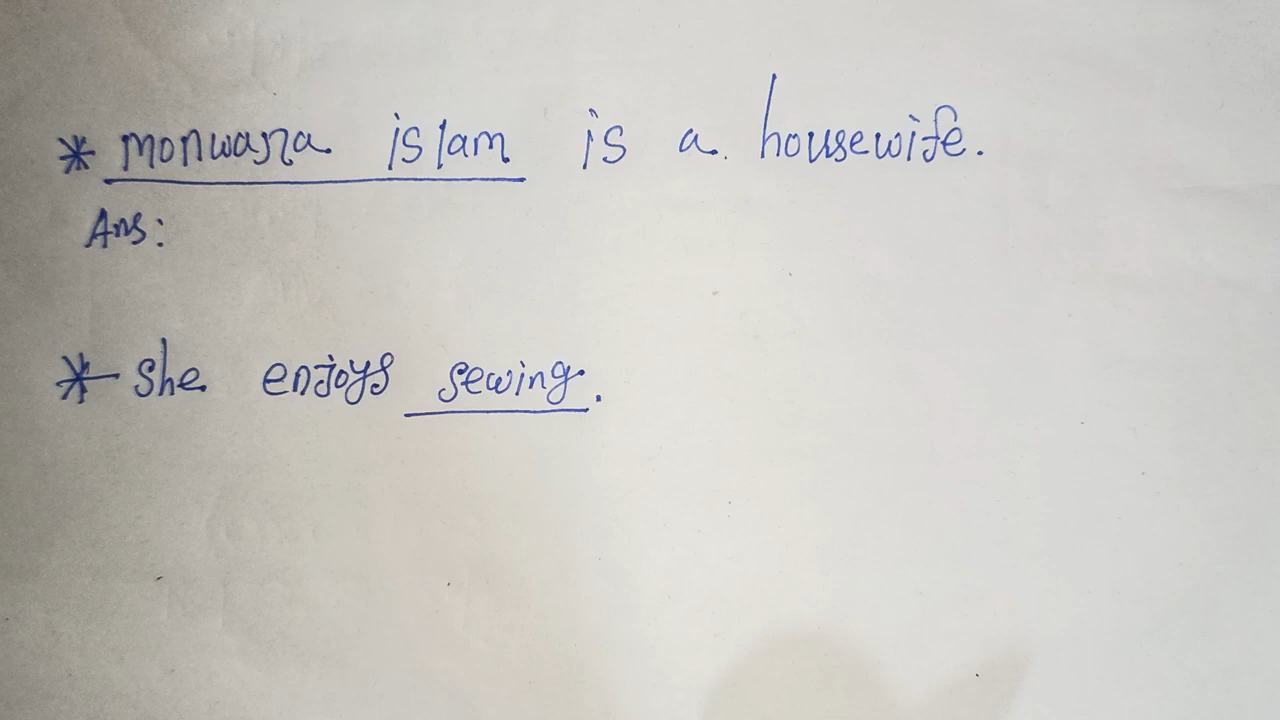 * monwara islam is a housewife.
Ans:
* she enjoys sewing.